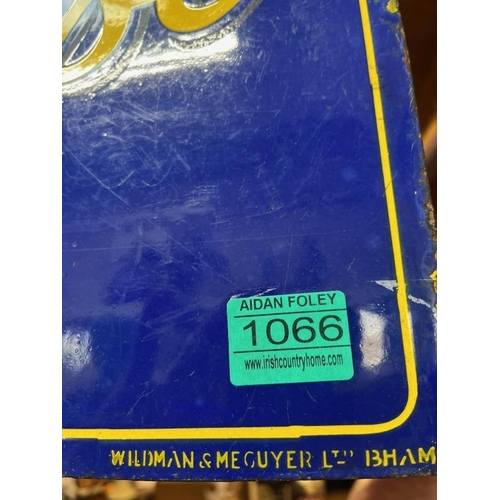 AIDAN FOLEY
1066
www.irishcountryhome.com
WILDMAN & MEGUYER LTD BHAM